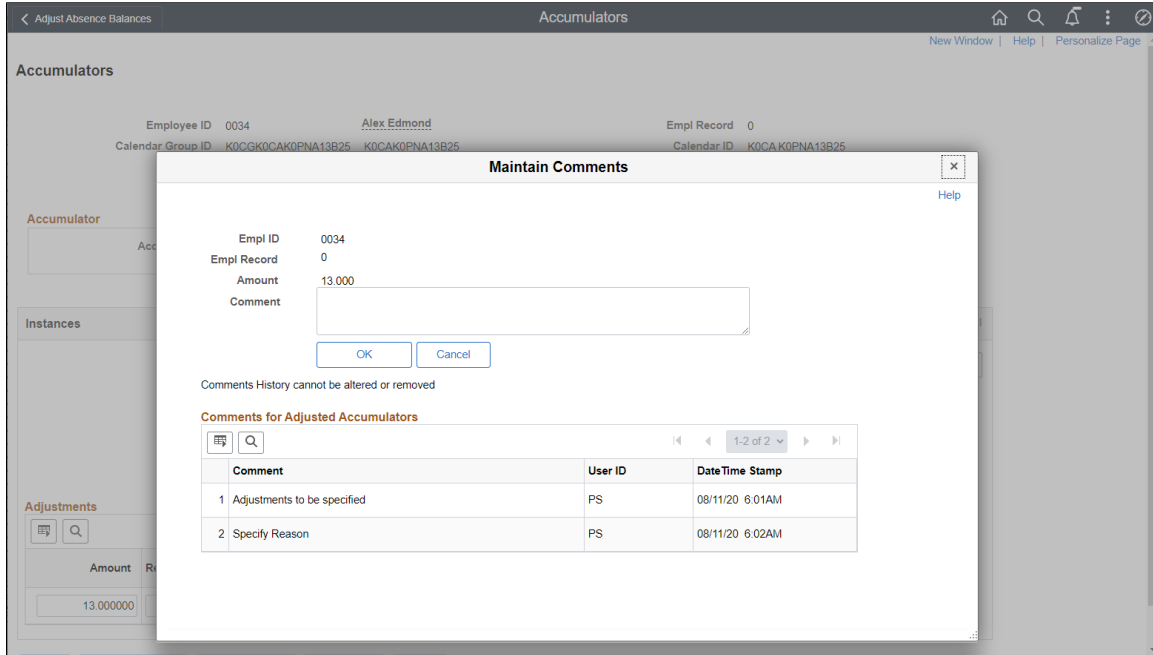 Adjust Absence Balances
Accumulators
New Window | Help | Personalize Page
Accumulators
Employee ID 0034 Alex Edmond Empl Record 0
Calendar Group ID K0CGK0CAK0PNA13B25 K0CAK0PNA13B25 Calendar ID K0CA K0PNA13B25
Maintain Comments
×
Help
Accumulator
Acc
Empl ID 0034
Empl Record 0
Amount 13.000
Comment
Instances
OK Cancel
Comments History cannot be altered or removed
Comments for Adjusted Accumulators
1-2 of 2
Comment User ID DateTime Stamp
1 Adjustments to be specified PS 08/11/20 6:01AM
2 Specify Reason PS 08/11/20 6:02AM
Adjustments
Amount Re
13.000000